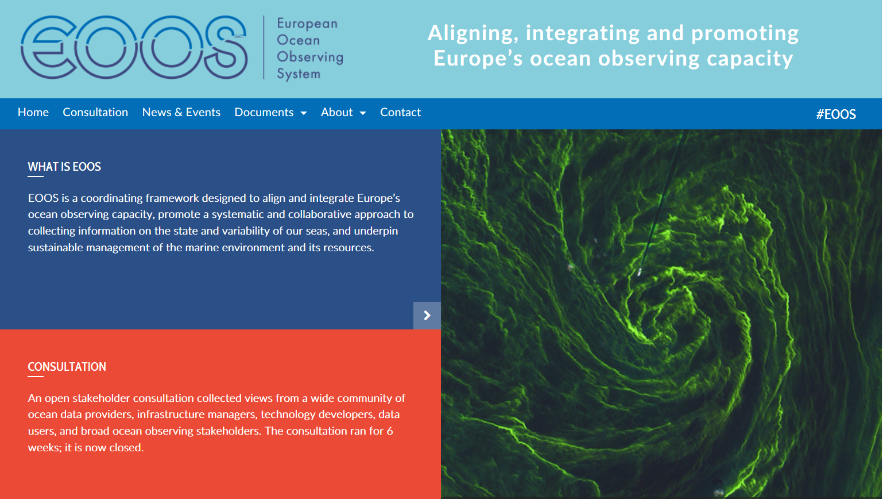 EOOS
European
Ocean
Observing
System
Aligning, integrating and promoting
Europe's ocean observing capacity
Home Consultation News & Events Documents About Contact
#EOOS
WHAT IS EOOS
EOOS is a coordinating framework designed to align and integrate Europe's
ocean observing capacity, promote a systematic and collaborative approach to
collecting information on the state and variability of our seas, and underpin
sustainable management of the marine environment and its resources.
CONSULTATION
An open stakeholder consultation collected views from a wide community of
ocean data providers, infrastructure managers, technology developers, data
users, and broad ocean observing stakeholders. The consultation ran for 6
weeks; it is now closed.